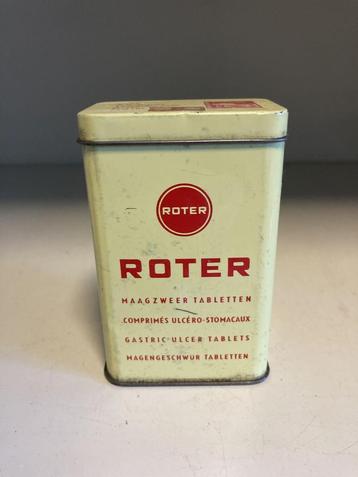 ROTER
ROTER
MAAGZWEER TABLETTEN
COMPRIMÉS ULCÉRO-STOMACAUX
GASTRIC ULCER TABLETS
MAGENGESCHWUR TABLETTEN